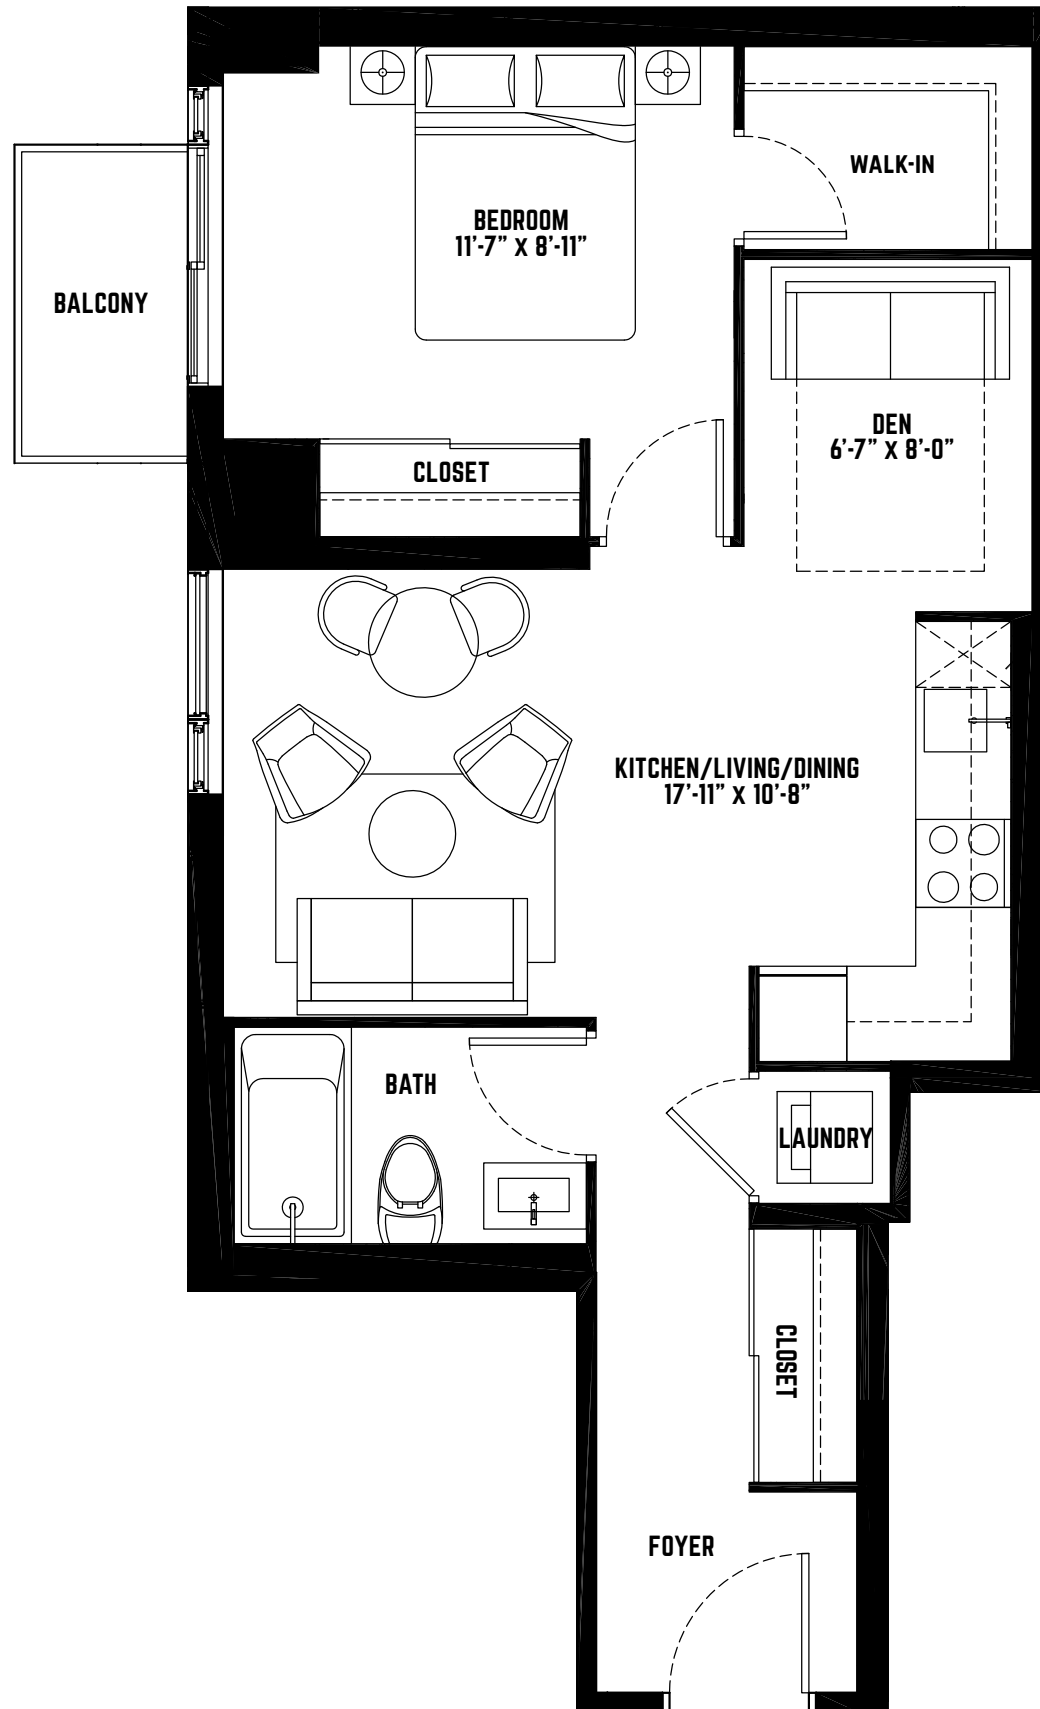 WALK-IN
BEDROOM
11'-7" X 8'-11"
BALCONY
DEN
6'-7" X 8'-0"
CLOSET
KITCHEN/LIVING/DINING
17'-11" X 10'-8"
BATH
LAUNDRY
CLOSET
FOYER